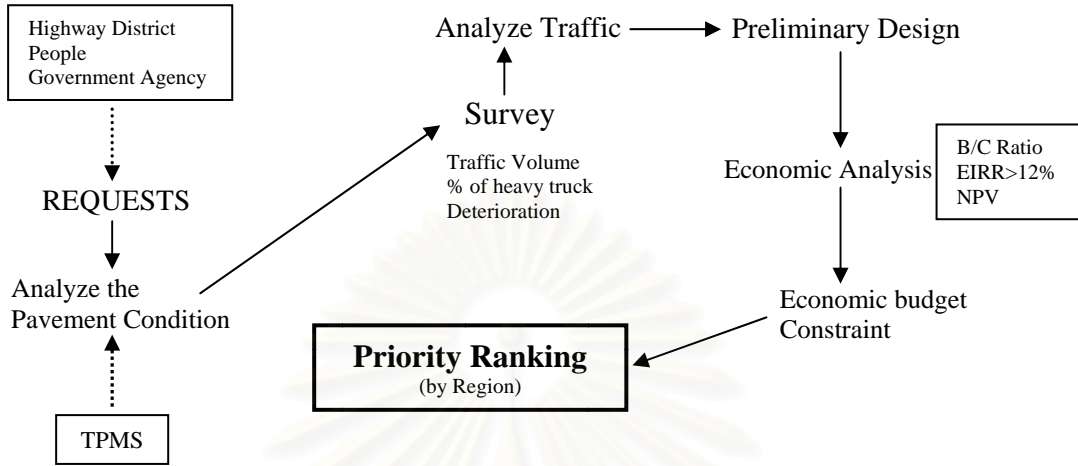 Highway District
People
Government Agency
REQUESTS
Analyze the
Pavement Condition
TPMS
Survey
Traffic Volume
% of heavy truck
Deterioration
Analyze Traffic
Preliminary Design
Economic Analysis
B/C Ratio
EIRR>12%
NPV
Economic budget
Constraint
Priority Ranking
(by Region)